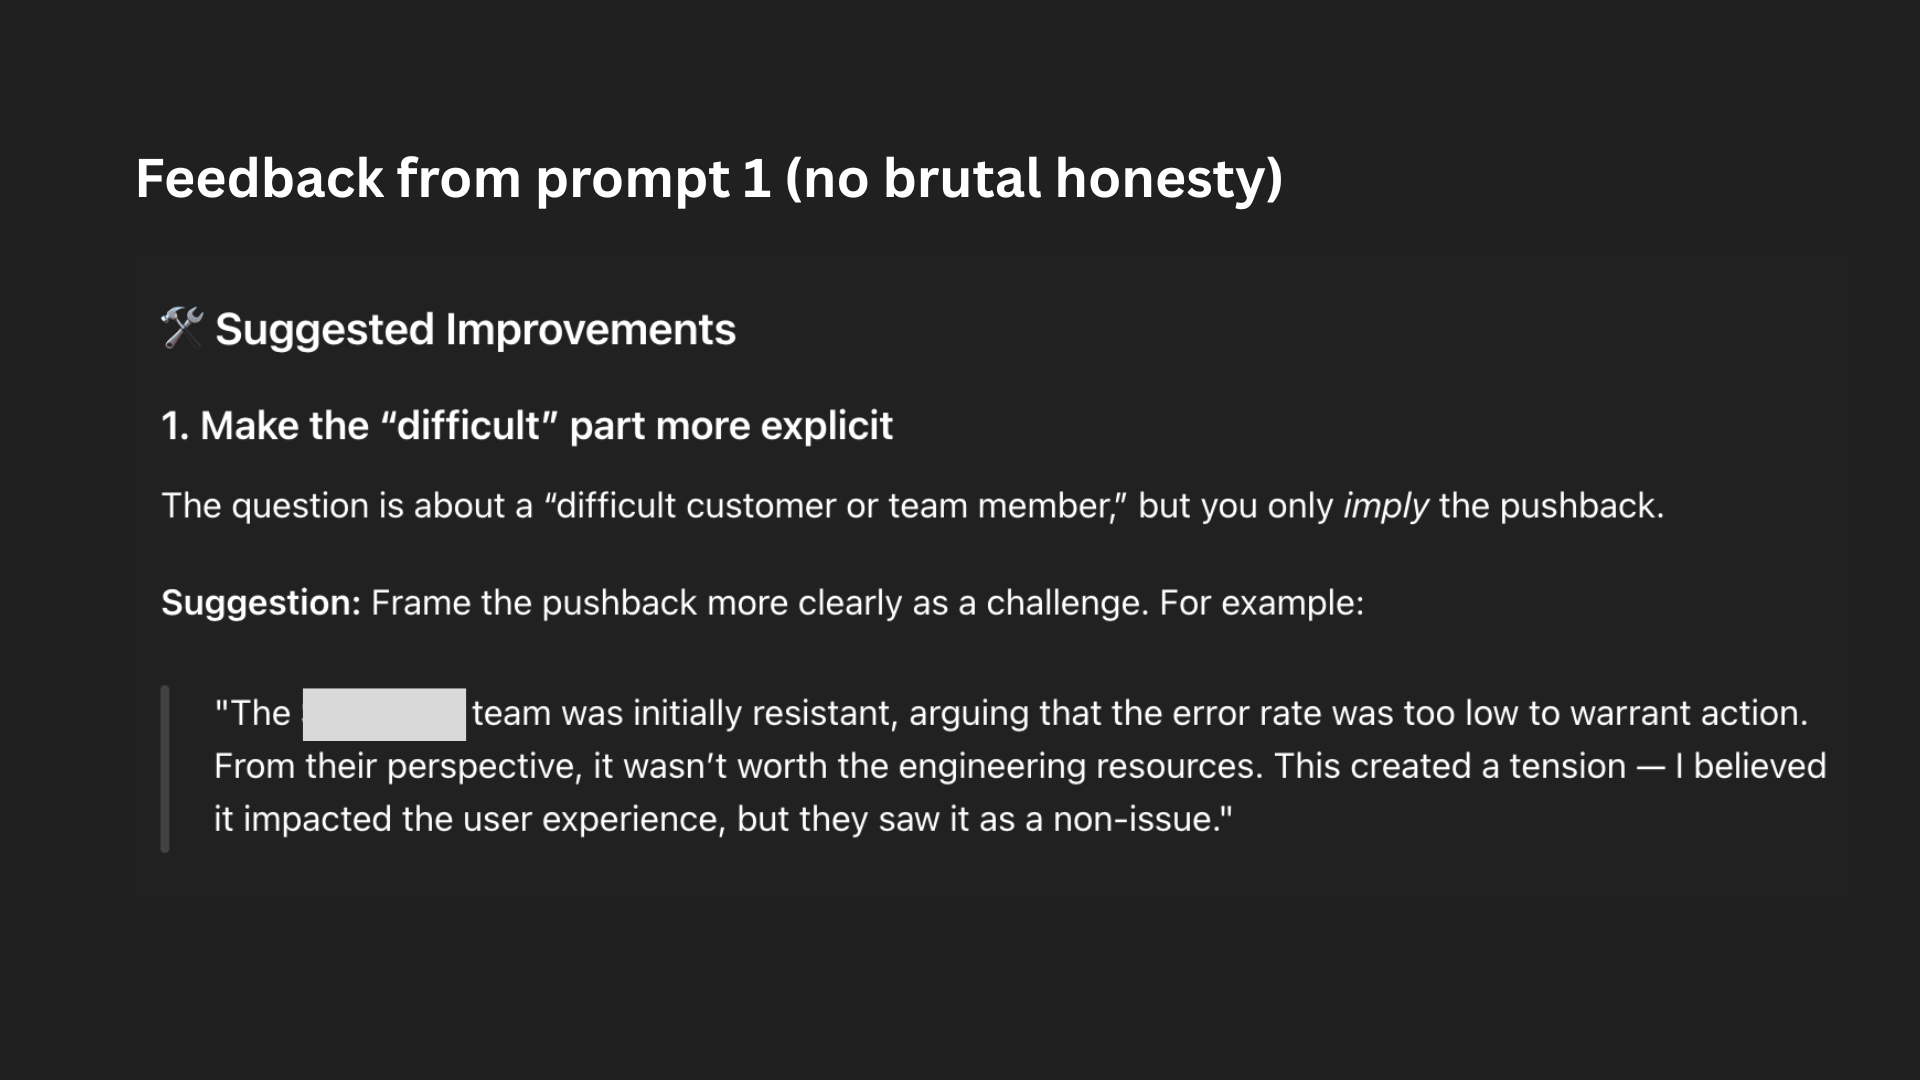 Feedback from prompt 1 (no brutal honesty)
🛠️ Suggested Improvements
1. Make the “difficult” part more explicit
The question is about a “difficult customer or team member,” but you only imply the pushback.
Suggestion: Frame the pushback more clearly as a challenge. For example:
"The team was initially resistant, arguing that the error rate was too low to warrant action.
From their perspective, it wasn’t worth the engineering resources. This created a tension — I believed
it impacted the user experience, but they saw it as a non-issue."